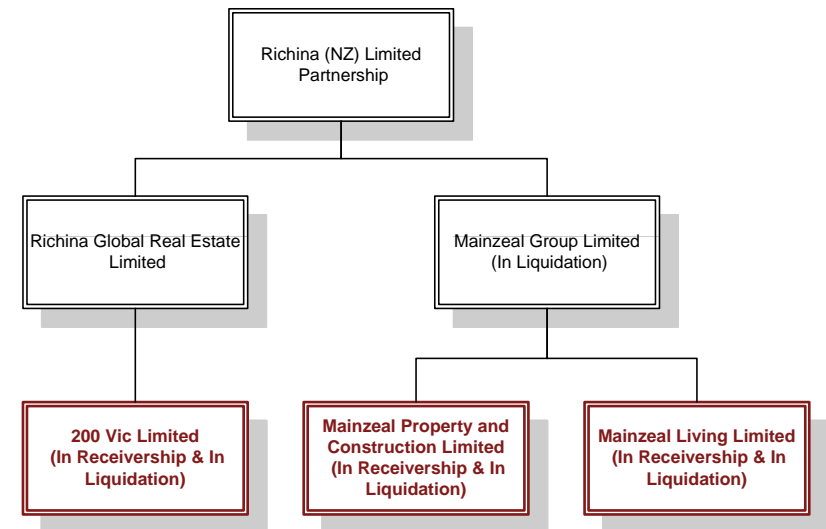 Richina (NZ) Limited
Partnership
Richina Global Real Estate
Limited
Mainzeal Group Limited
(In Liquidation)
200 Vic Limited
(In Receivership & In
Liquidation)
Mainzeal Property and
Construction Limited
(In Receivership & In
Liquidation)
Mainzeal Living Limited
(In Receivership & In
Liquidation)